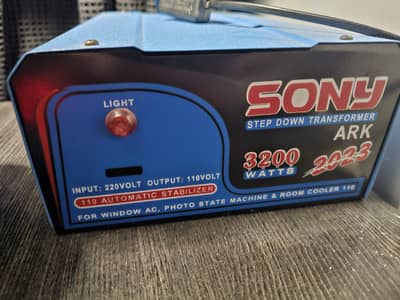 LIGHT
SONY
STEP DOWN TRANSFORMER
ARK
3200
WATTS
2023
INPUT: 220VOLT OUTPUT: 110VOLT
110 AUTOMATIC STABILIZER
FOR WINDOW AC, PHOTO STATE MACHINE & ROOM COOLER 110